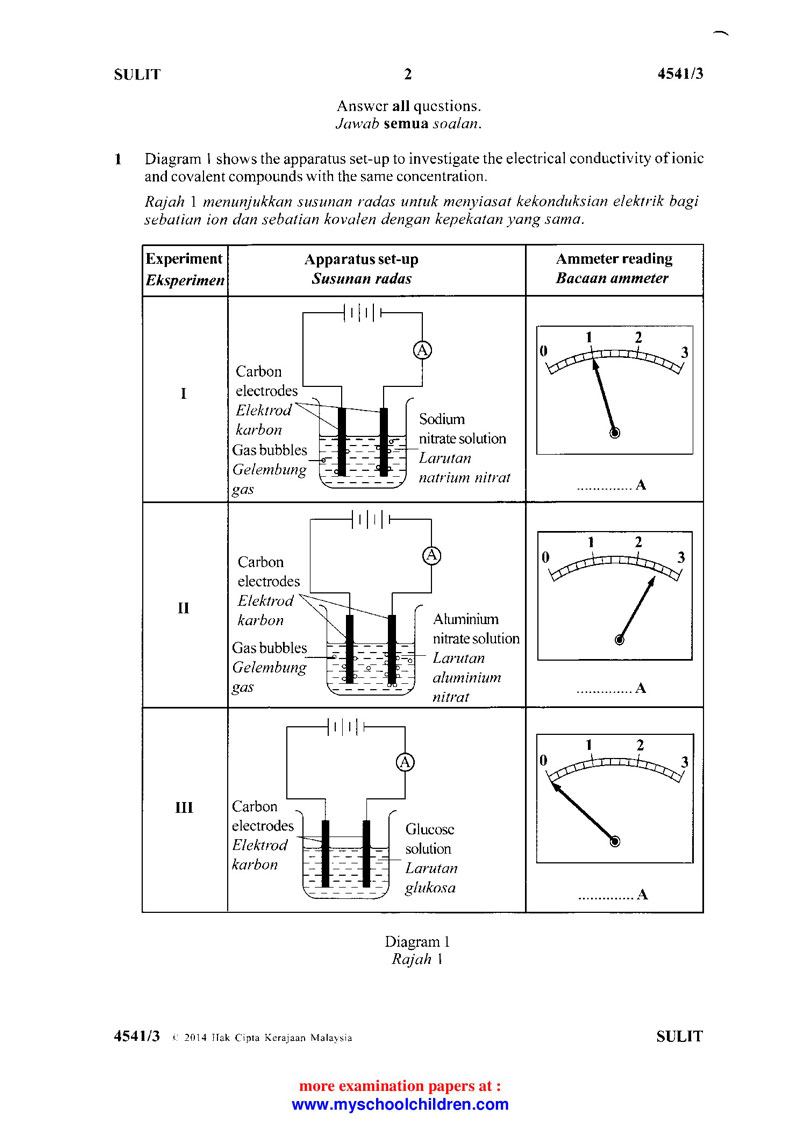 SULIT 2 4541/3
Answer all questions.
Jawab semua soalan.
1 Diagram 1 shows the apparatus set-up to investigate the electrical conductivity of ionic
and covalent compounds with the same concentration.
Rajah 1 menunjukkan susunan radas untuk menyiasat kekonduksian elektrik bagi
sebatian ion dan sebatian kovalen dengan kepekatan yang sama.
Experiment Apparatus set-up Ammeter reading
Eksperimen Susunan radas Bacaan ammeter
I
A
Carbon
electrodes
Elektrod
karbon
Gas bubbles
Gelembung
gas
Sodium
nitrate solution
Larutan
natrium nitrat
0 1 2 3
.............. A
II
A
Carbon
electrodes
Elektrod
karbon
Gas bubbles
Gelembung
gas
Aluminium
nitrate solution
Larutan
aluminium
nitrat
0 1 2 3
.............. A
III
A
Carbon
electrodes
Elektrod
karbon
Glucose
solution
Larutan
glukosa
0 1 2 3
.............. A
Diagram 1
Rajah 1
4541/3 © 2014 Hak Cipta Kerajaan Malaysia SULIT
more examination papers at :
www.myschoolchildren.com